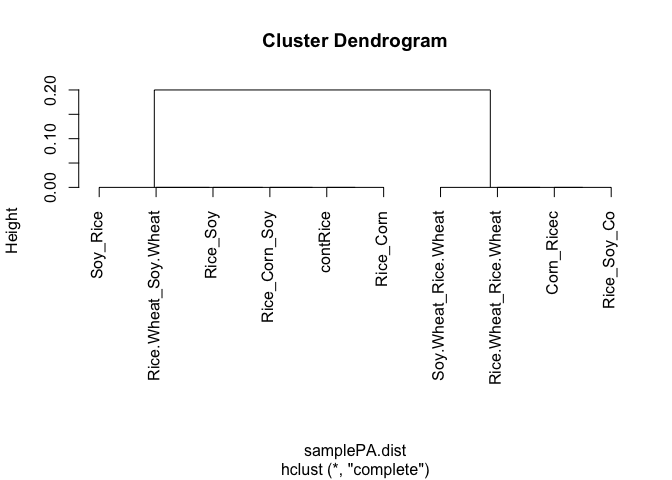 Cluster Dendrogram
Height
0.20
0.10
0.00
Soy_Rice
Rice.Wheat_Soy.Wheat
Rice_Soy
Rice_Corn_Soy
contRice
Rice_Corn
Soy.Wheat_Rice.Wheat
Rice.Wheat_Rice.Wheat
Corn_Ricec
Rice_Soy_Co
samplePA.dist
hclust (*, "complete")